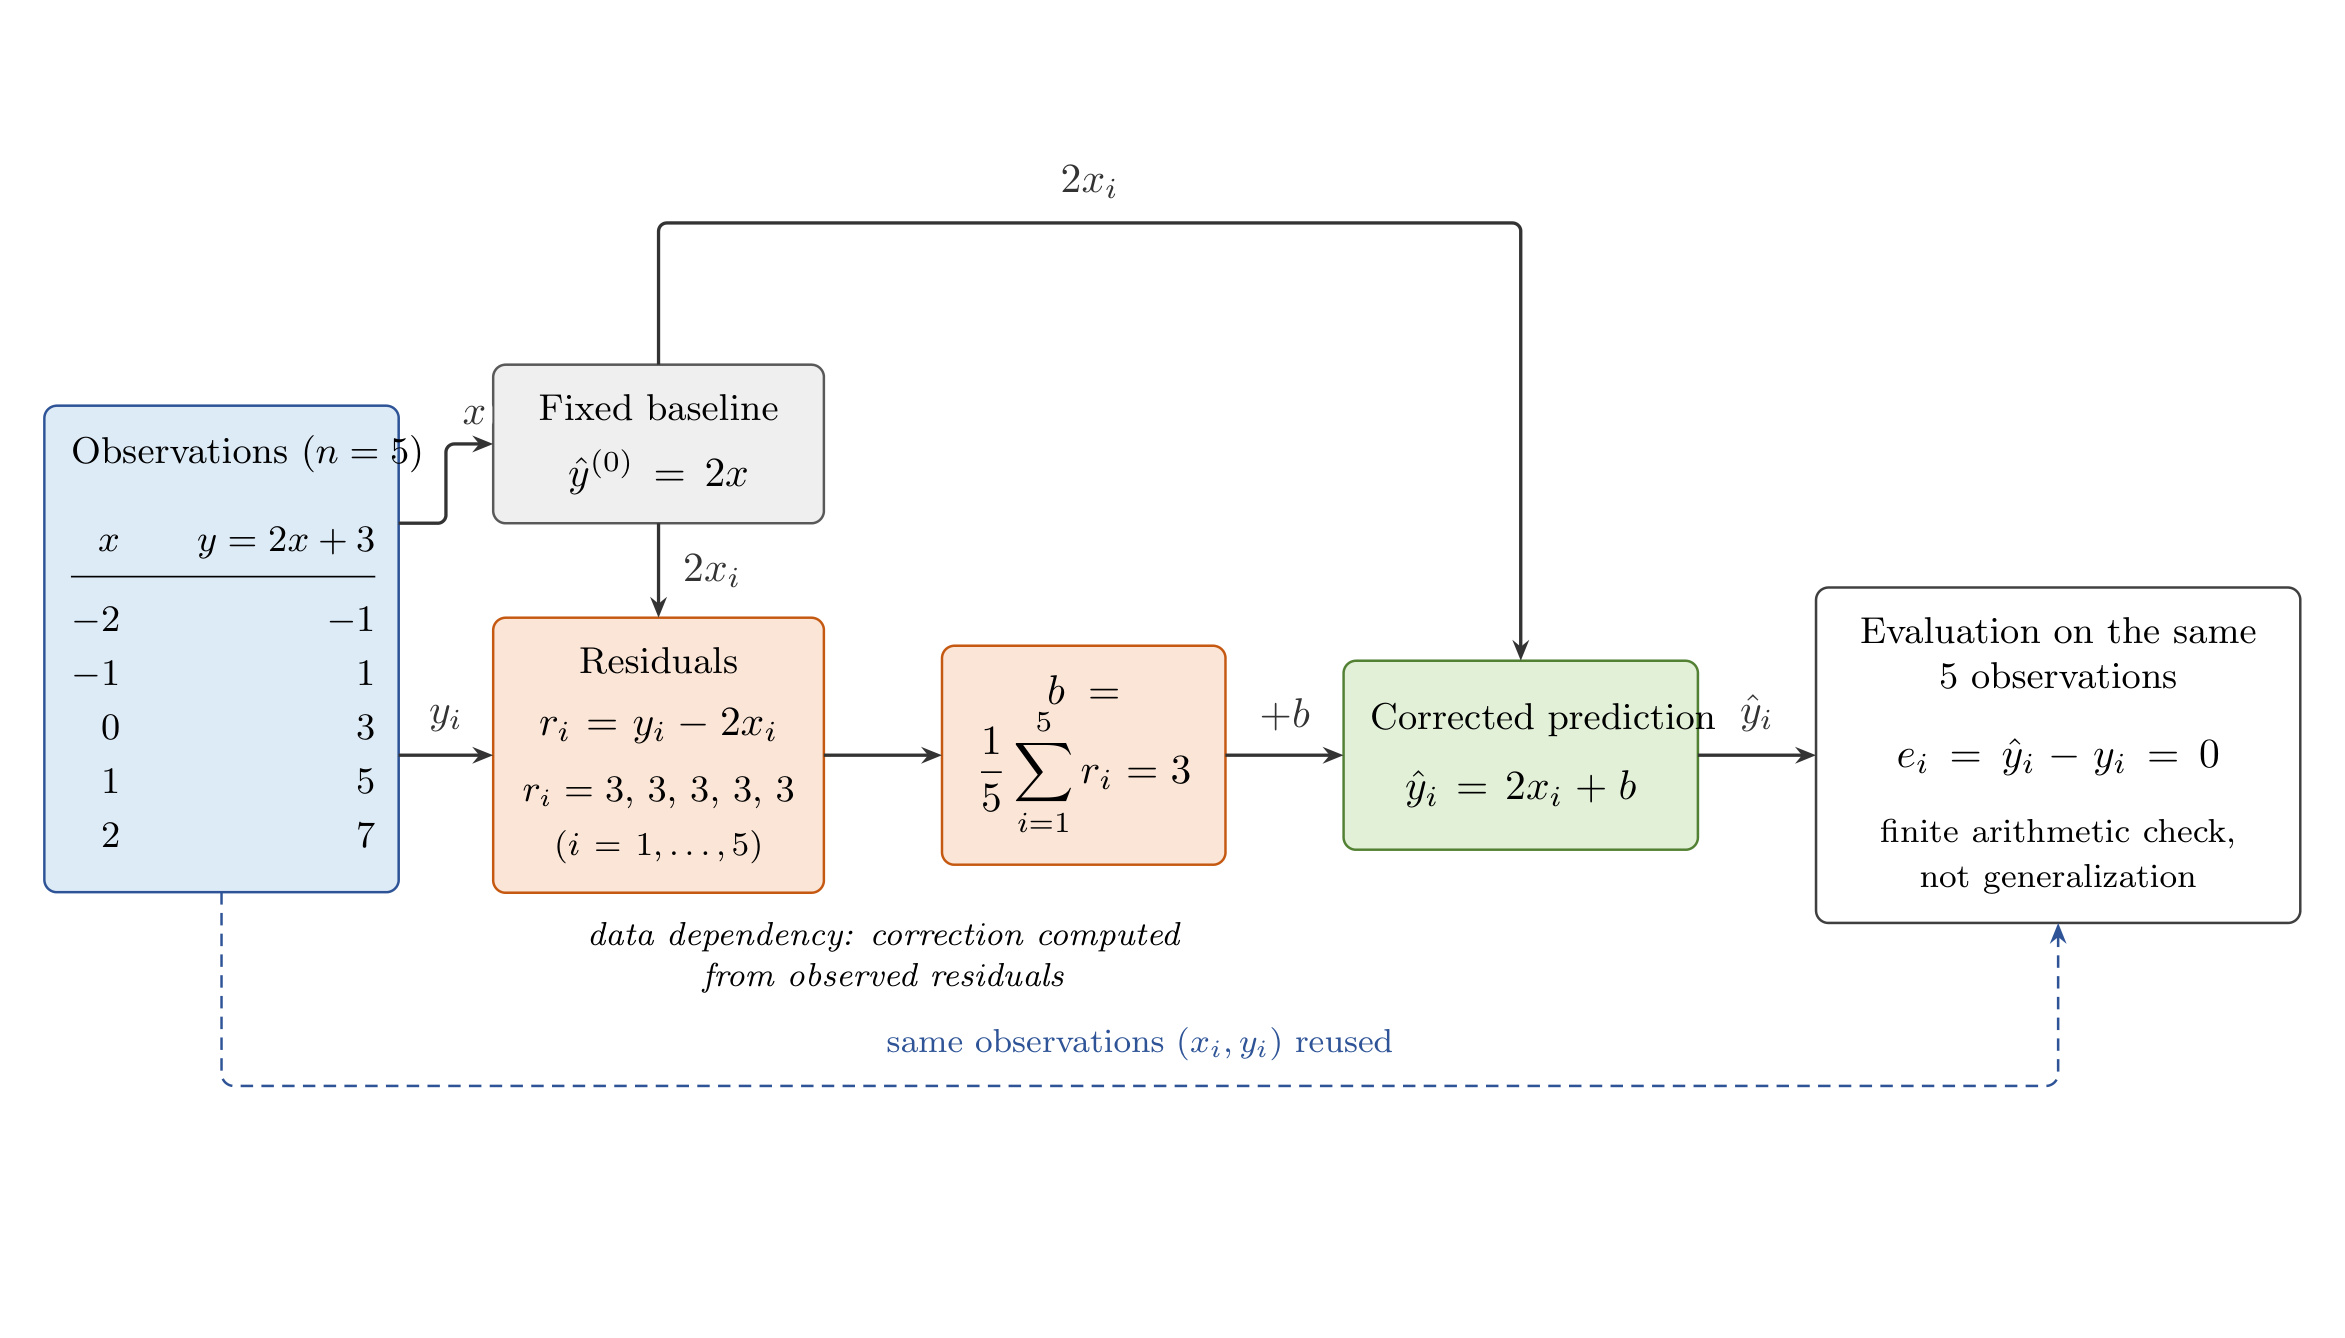 2xᵢ
Observations (n = 5)
x y = 2x + 3
−2 −1
−1 1
0 3
1 5
2 7
x
Fixed baseline
ŷ⁽⁰⁾ = 2x
2xᵢ
yᵢ
Residuals
rᵢ = yᵢ − 2xᵢ
rᵢ = 3, 3, 3, 3, 3
(i = 1, . . . , 5)
b =
\frac{1}{5} \sum_{i=1}^{5} rᵢ = 3
+b
Corrected prediction
ŷᵢ = 2xᵢ + b
ŷᵢ
Evaluation on the same
5 observations
eᵢ = ŷᵢ − yᵢ = 0
finite arithmetic check,
not generalization
data dependency: correction computed
from observed residuals
same observations (xᵢ, yᵢ) reused